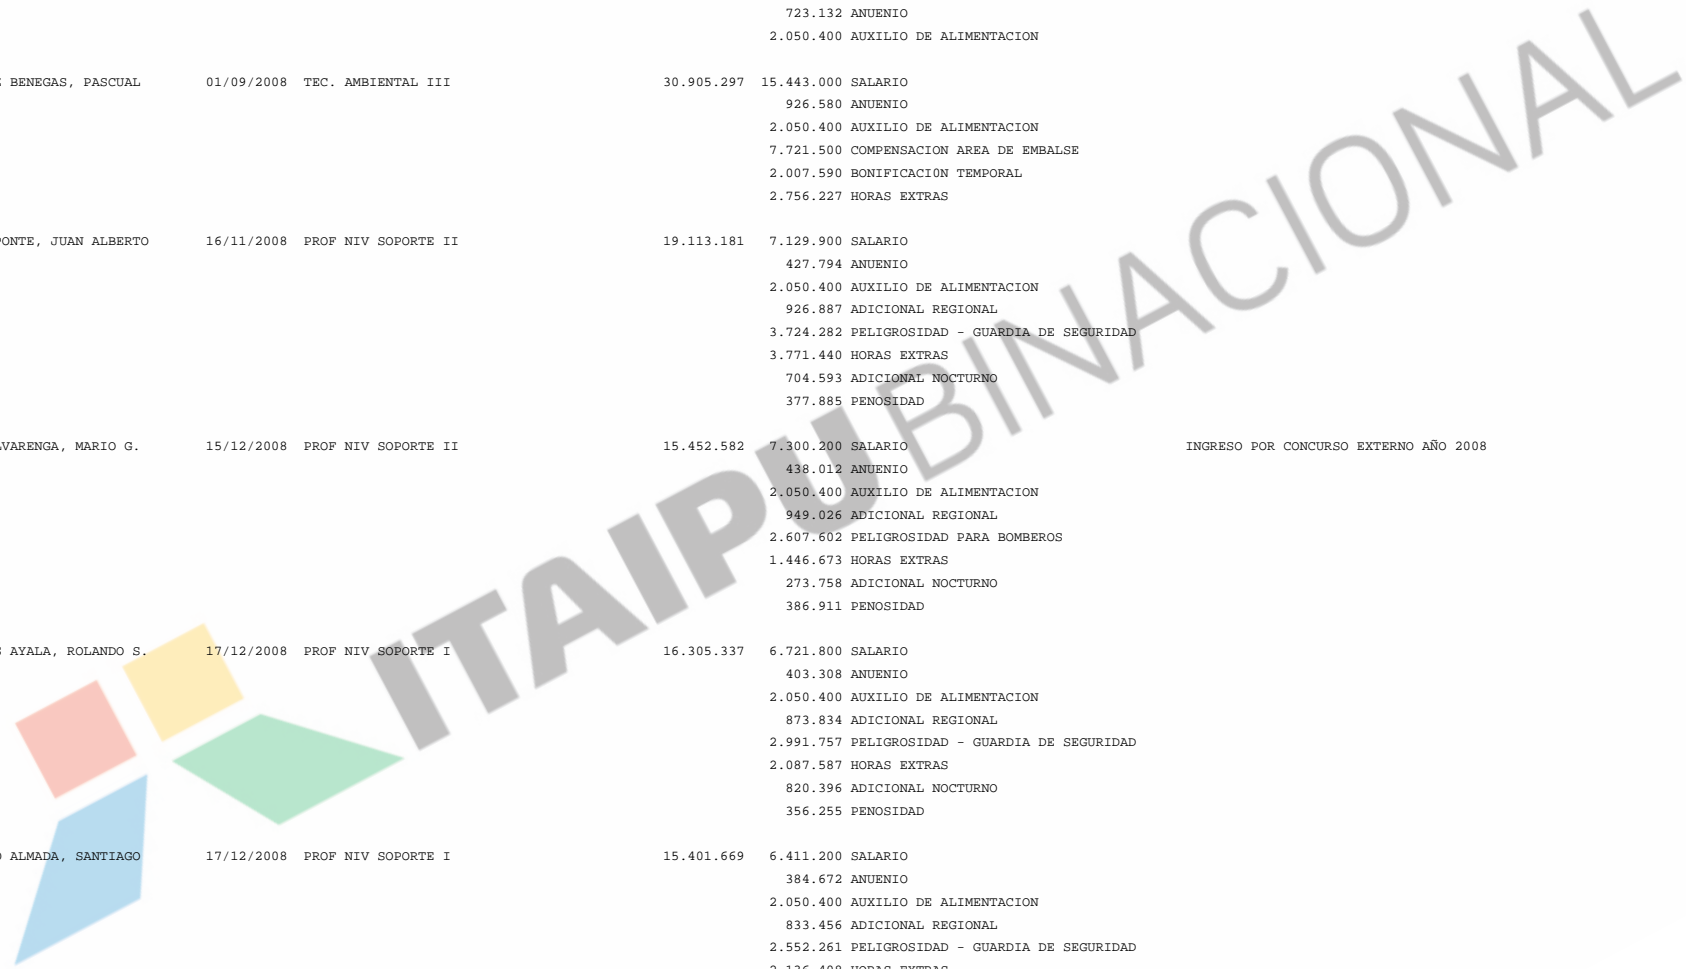 723.132 ANUENIO
2.050.400 AUXILIO DE ALIMENTACION
BENEGAS, PASCUAL 01/09/2008 TEC. AMBIENTAL III 30.905.297 15.443.000 SALARIO
926.580 ANUENIO
2.050.400 AUXILIO DE ALIMENTACION
7.721.500 COMPENSACION AREA DE EMBALSE
2.007.590 BONIFICACI0N TEMPORAL
2.756.227 HORAS EXTRAS
PONTE, JUAN ALBERTO 16/11/2008 PROF NIV SOPORTE II 19.113.181 7.129.900 SALARIO
427.794 ANUENIO
2.050.400 AUXILIO DE ALIMENTACION
926.887 ADICIONAL REGIONAL
3.724.282 PELIGROSIDAD - GUARDIA DE SEGURIDAD
3.771.440 HORAS EXTRAS
704.593 ADICIONAL NOCTURNO
377.885 PENOSIDAD
LVARENGA, MARIO G. 15/12/2008 PROF NIV SOPORTE II 15.452.582 7.300.200 SALARIO INGRESO POR CONCURSO EXTERNO AÑO 2008
438.012 ANUENIO
2.050.400 AUXILIO DE ALIMENTACION
949.026 ADICIONAL REGIONAL
2.607.602 PELIGROSIDAD PARA BOMBEROS
1.446.673 HORAS EXTRAS
273.758 ADICIONAL NOCTURNO
386.911 PENOSIDAD
AYALA, ROLANDO S. 17/12/2008 PROF NIV SOPORTE I 16.305.337 6.721.800 SALARIO
403.308 ANUENIO
2.050.400 AUXILIO DE ALIMENTACION
873.834 ADICIONAL REGIONAL
2.991.757 PELIGROSIDAD - GUARDIA DE SEGURIDAD
2.087.587 HORAS EXTRAS
820.396 ADICIONAL NOCTURNO
356.255 PENOSIDAD
ALMADA, SANTIAGO 17/12/2008 PROF NIV SOPORTE I 15.401.669 6.411.200 SALARIO
384.672 ANUENIO
2.050.400 AUXILIO DE ALIMENTACION
833.456 ADICIONAL REGIONAL
2.552.261 PELIGROSIDAD - GUARDIA DE SEGURIDAD
HORAS EXTRAS
ITAIPU BINACIONAL